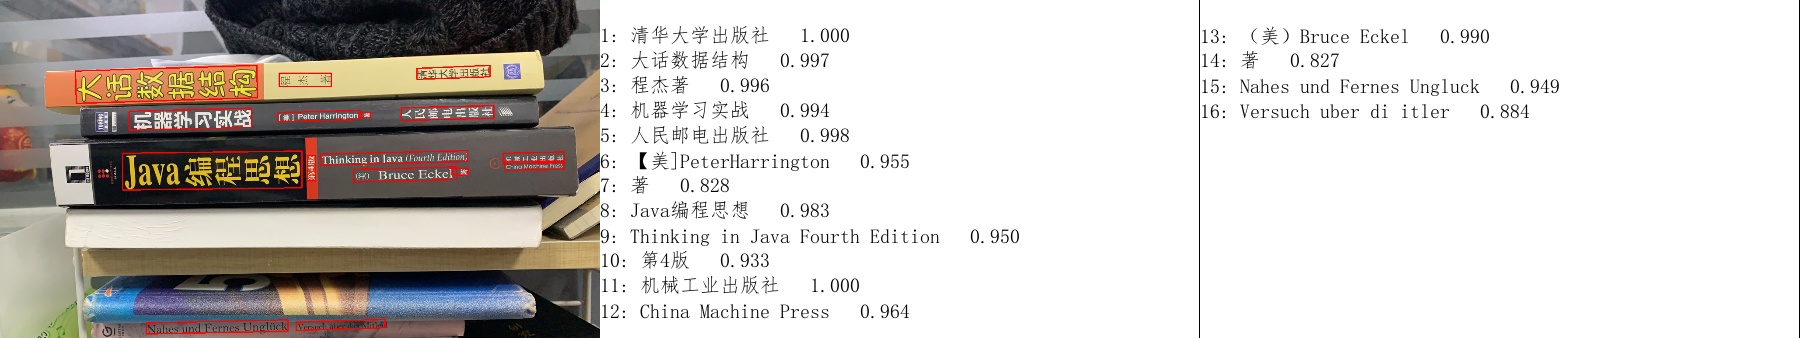 大话数据结构 程杰 著 清华大学出版社
机器学习实战 [美] Peter Harrington 著 人民邮电出版社
Java 编程思想 第4版 Thinking in Java (Fourth Edition) 机械工业出版社
China Machine Press
(美) Bruce Eckel 著
Nahes und Fernes Unglück Versuch über den
1: 清华大学出版社 1.000
2: 大话数据结构 0.997
3: 程杰著 0.996
4: 机器学习实战 0.994
5: 人民邮电出版社 0.998
6: 【美]PeterHarrington 0.955
7: 著 0.828
8: Java编程思想 0.983
9: Thinking in Java Fourth Edition 0.950
10: 第4版 0.933
11: 机械工业出版社 1.000
12: China Machine Press 0.964
13: （美）Bruce Eckel 0.990
14: 著 0.827
15: Nahes und Fernes Ungluck 0.949
16: Versuch uber di itler 0.884